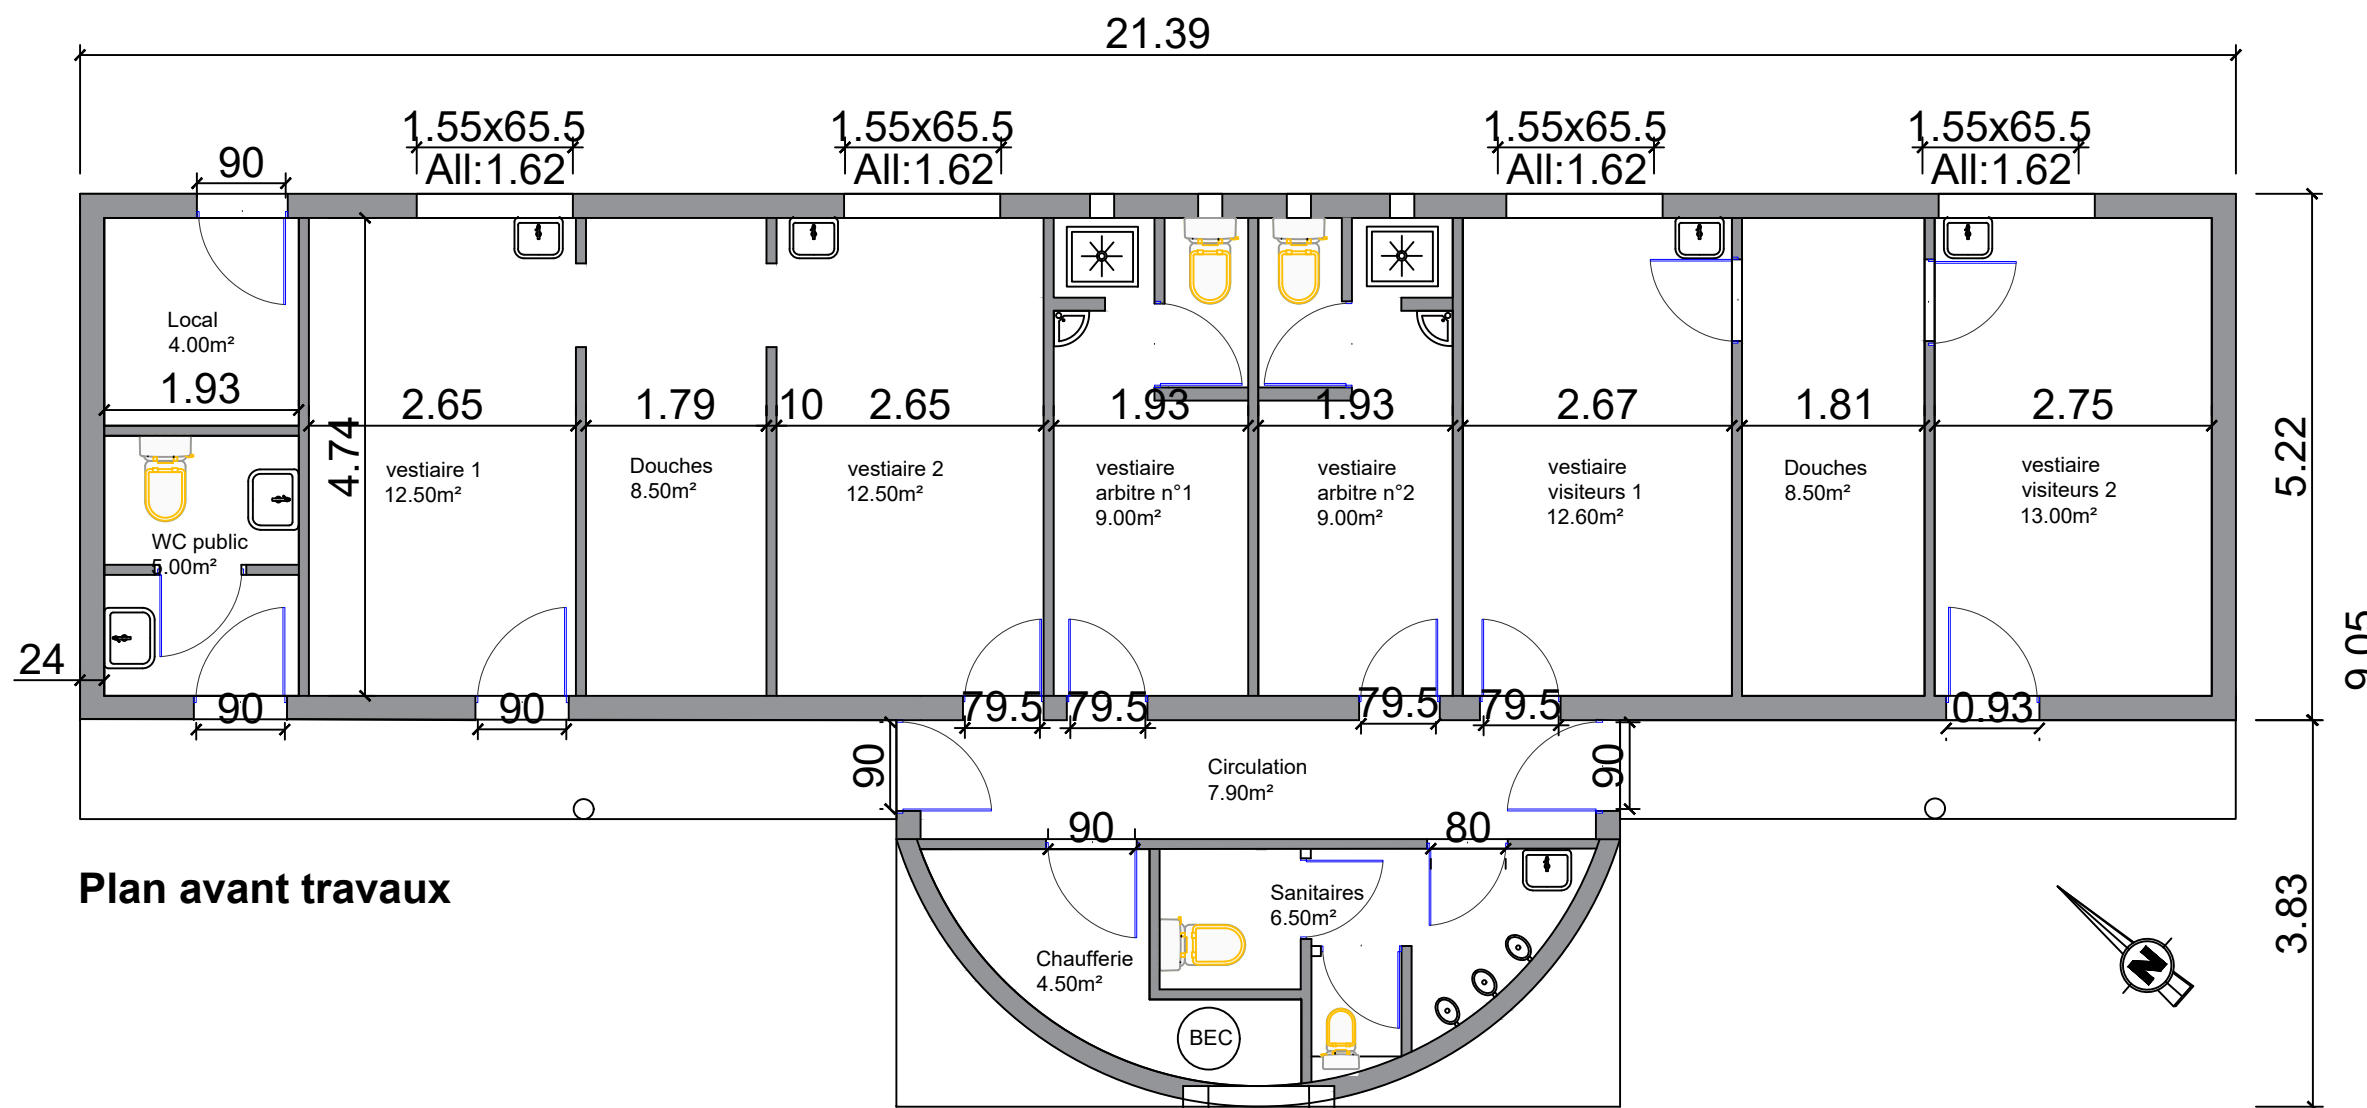 21.39
1.55x65.5
1.55x65.5
1.55x65.5
1.55x65.5
90
All:1.62
All:1.62
All:1.62
All:1.62
Local
4.00m²
1.93
2.65
1.79
10
2.65
1.93
1.93
2.67
1.81
2.75
4.74
5.22
vestiaire 1
12.50m²
Douches
8.50m²
vestiaire 2
12.50m²
vestiaire
arbitre n°1
9.00m²
vestiaire
arbitre n°2
9.00m²
vestiaire
visiteurs 1
12.60m²
Douches
8.50m²
vestiaire
visiteurs 2
13.00m²
WC public
5.00m²
24
9.05
90
90
79.5
79.5
79.5
79.5
0.93
90
Circulation
7.90m²
90
90
80
Plan avant travaux
Sanitaires
6.50m²
3.83
Chaufferie
4.50m²
N
BEC